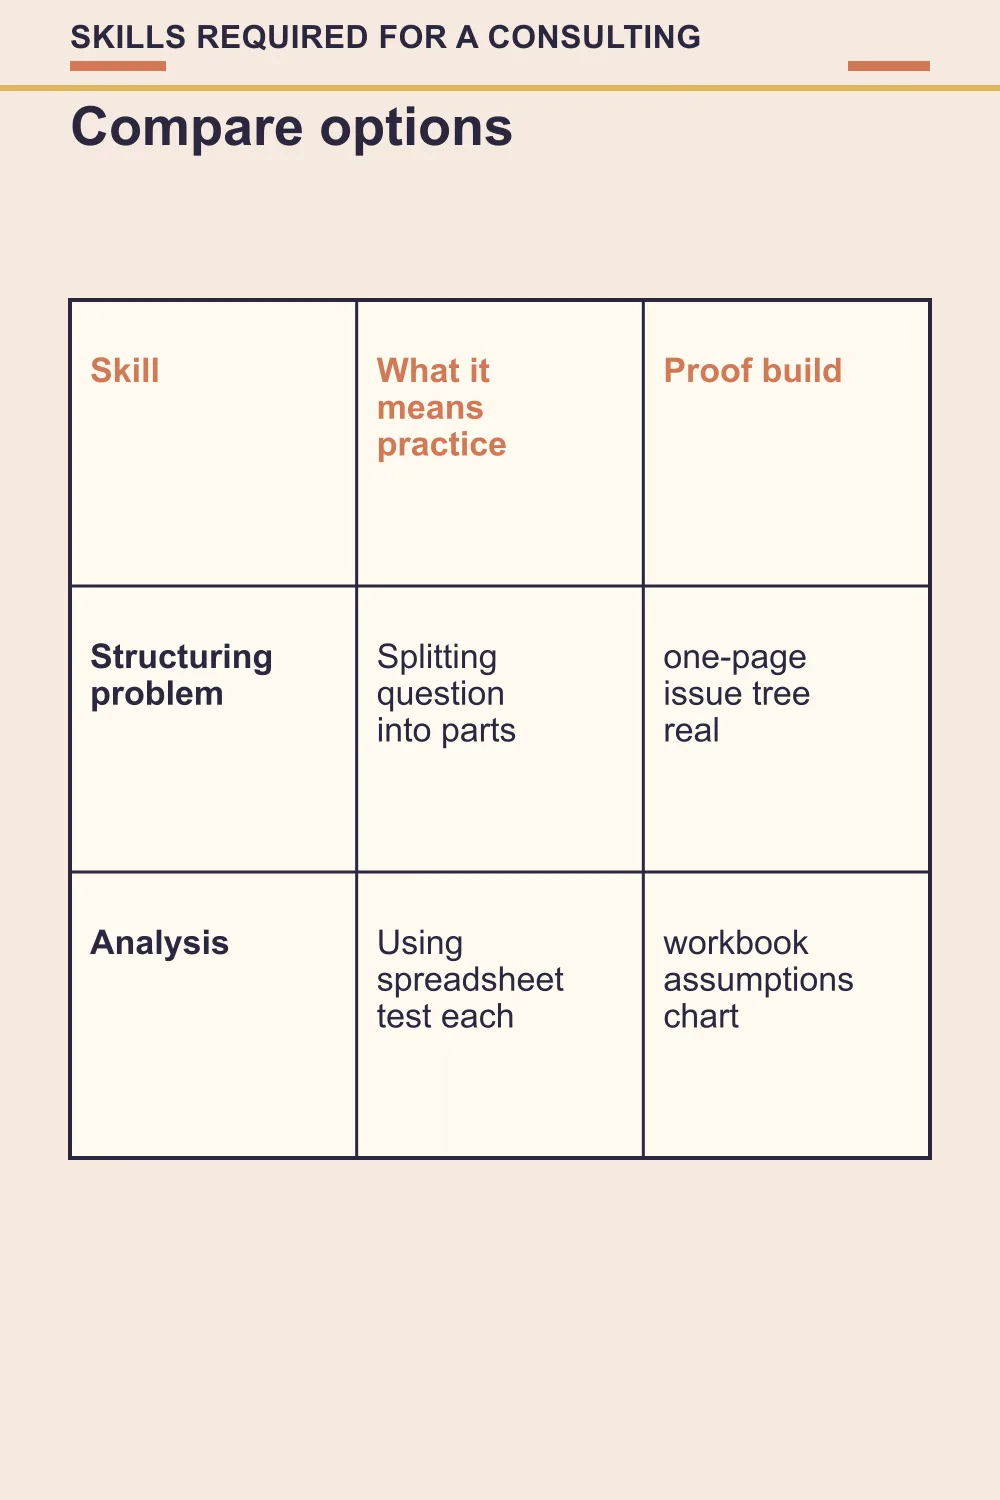 SKILLS REQUIRED FOR A CONSULTING
Compare options
Skill
What it
means
practice
Proof build
Structuring
problem
Splitting
question
into parts
one-page
issue tree
real
Analysis
Using
spreadsheet
test each
workbook
assumptions
chart